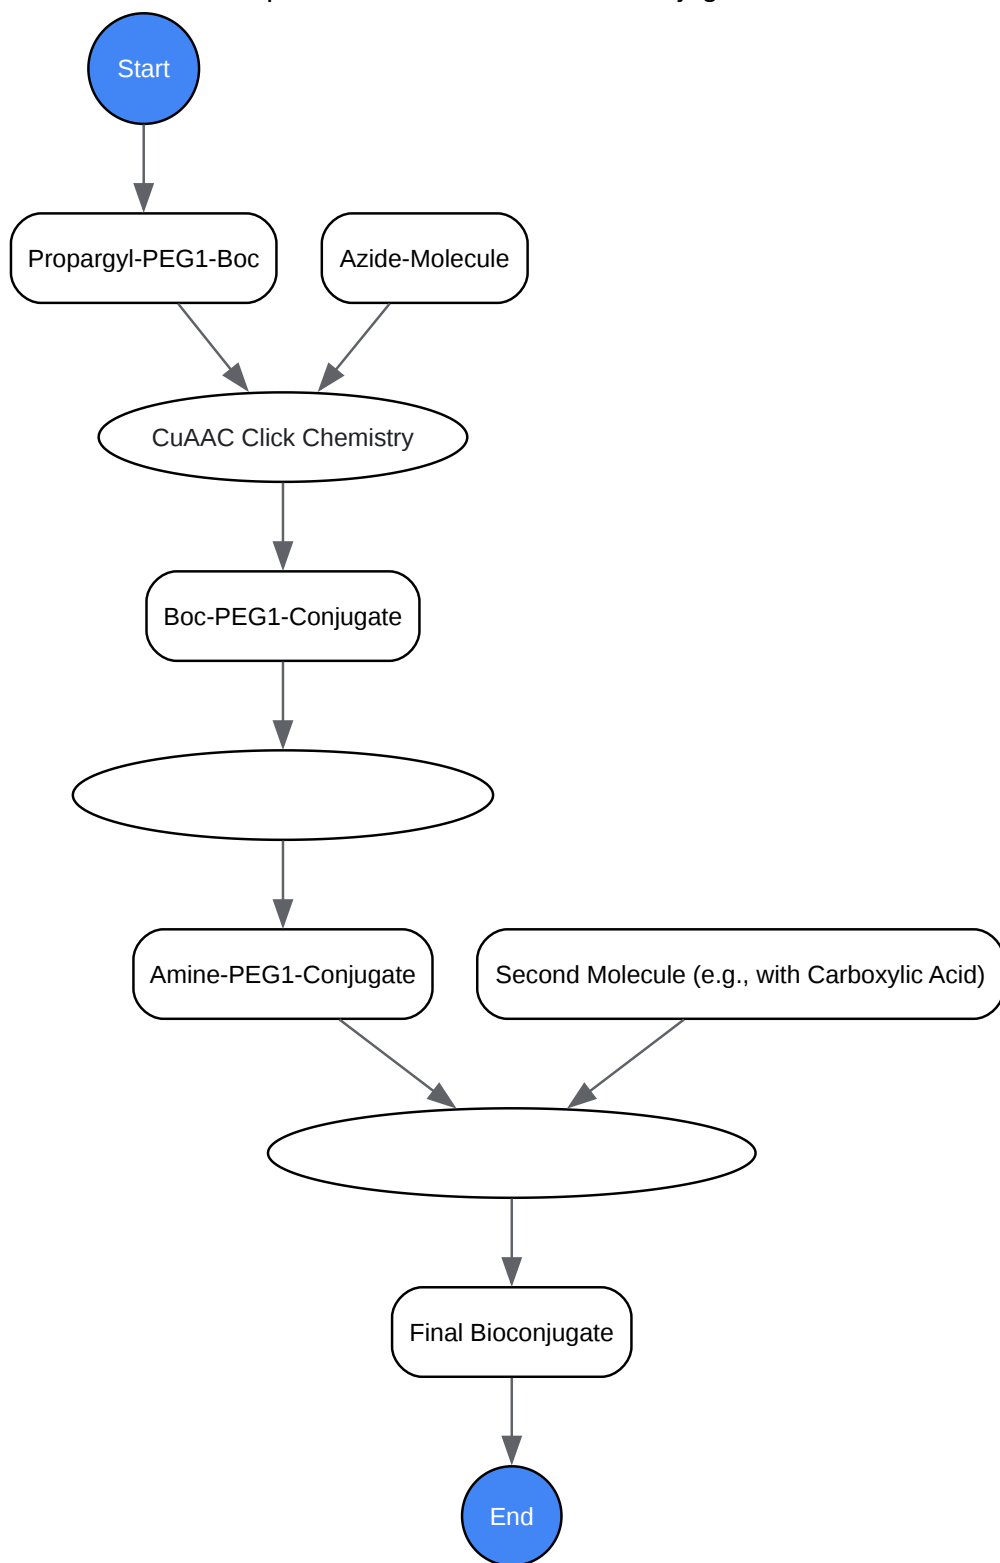 Start
Propargyl-PEG1-Boc
Azide-Molecule
CuAAC Click Chemistry
Boc-PEG1-Conjugate
Amine-PEG1-Conjugate
Second Molecule (e.g., with Carboxylic Acid)
Final Bioconjugate
End